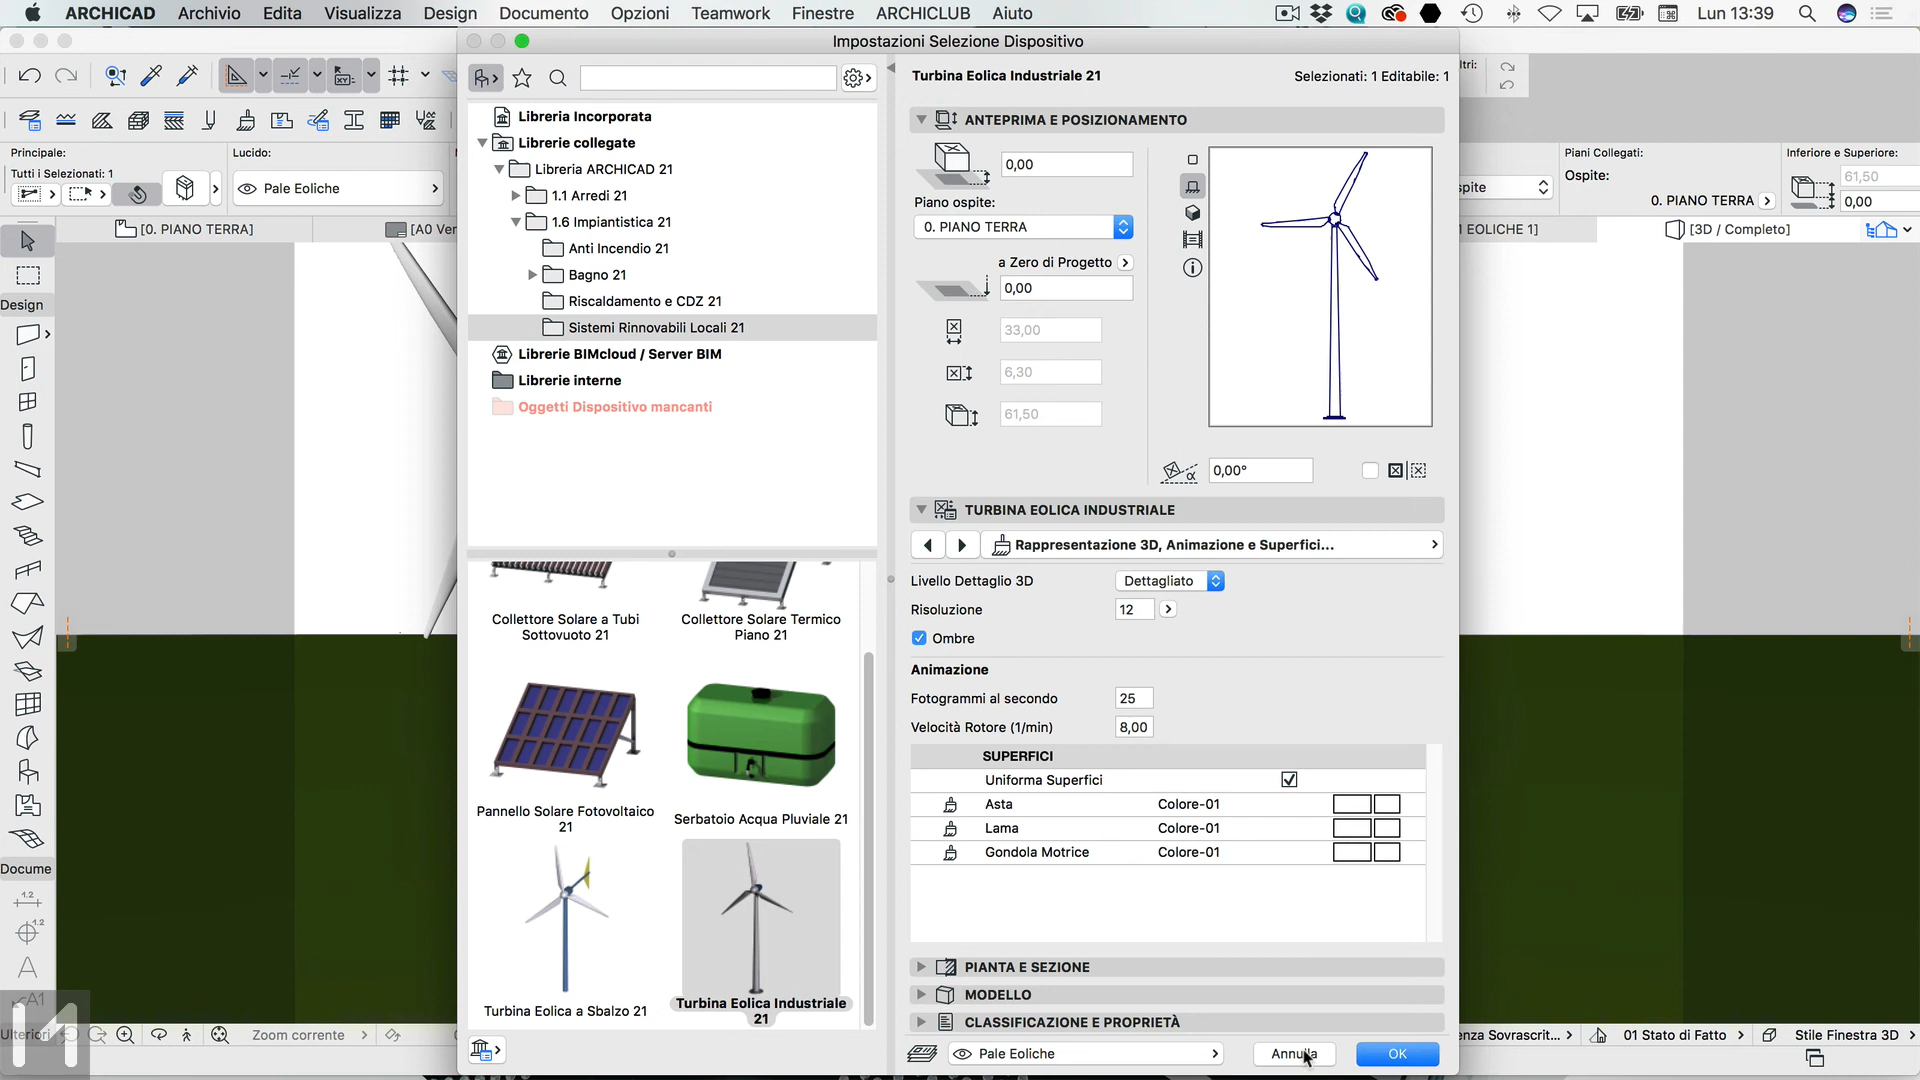 ARCHICAD Archivio Edita Visualizza Design Documento Opzioni Teamwork Finestre ARCHICLUB Aiuto Lun 13:39
Impostazioni Selezione Dispositivo
Turbina Eolica Industriale 21 Selezionati: 1 Editabile: 1
ANTEPRIMA E POSIZIONAMENTO
0,00
Piano ospite:
0. PIANO TERRA
a Zero di Progetto
0,00
33,00
6,30
61,50
0,00°
α
Libreria Incorporata
Librerie collegate
Libreria ARCHICAD 21
1.1 Arredi 21
1.6 Impiantistica 21
Anti Incendio 21
Bagno 21
Riscaldamento e CDZ 21
Sistemi Rinnovabili Locali 21
Librerie BIMcloud / Server BIM
Librerie interne
Oggetti Dispositivo mancanti
Collettore Solare a Tubi
Sottovuoto 21
Collettore Solare Termico
Piano 21
Pannello Solare Fotovoltaico
21
Serbatoio Acqua Pluviale 21
Turbina Eolica a Sbalzo 21
Turbina Eolica Industriale
21
TURBINA EOLICA INDUSTRIALE
Rappresentazione 3D, Animazione e Superfici...
Livello Dettaglio 3D Dettagliato
Risoluzione 12
Ombre
Animazione
Fotogrammi al secondo 25
Velocità Rotore (1/min) 8,00
SUPERFICI
Uniforma Superfici
Asta Colore-01
Lama Colore-01
Gondola Motrice Colore-01
PIANTA E SEZIONE
MODELLO
CLASSIFICAZIONE E PROPRIETÀ
Pale Eoliche Annulla OK
Principale:
Tutti i Selezionati: 1
Lucido:
Pale Eoliche
[0. PIANO TERRA]
[A0 Ver
Design
Docume
1.2
1.2
A
A1
Ulteriori
Zoom corrente
ltri:
Piani Collegati:
Ospite:
spite
0. PIANO TERRA
Inferiore e Superiore:
61,50
0,00
I EOLICHE 1]
[3D / Completo]
enza Sovrascrit... 01 Stato di Fatto Stile Finestra 3D